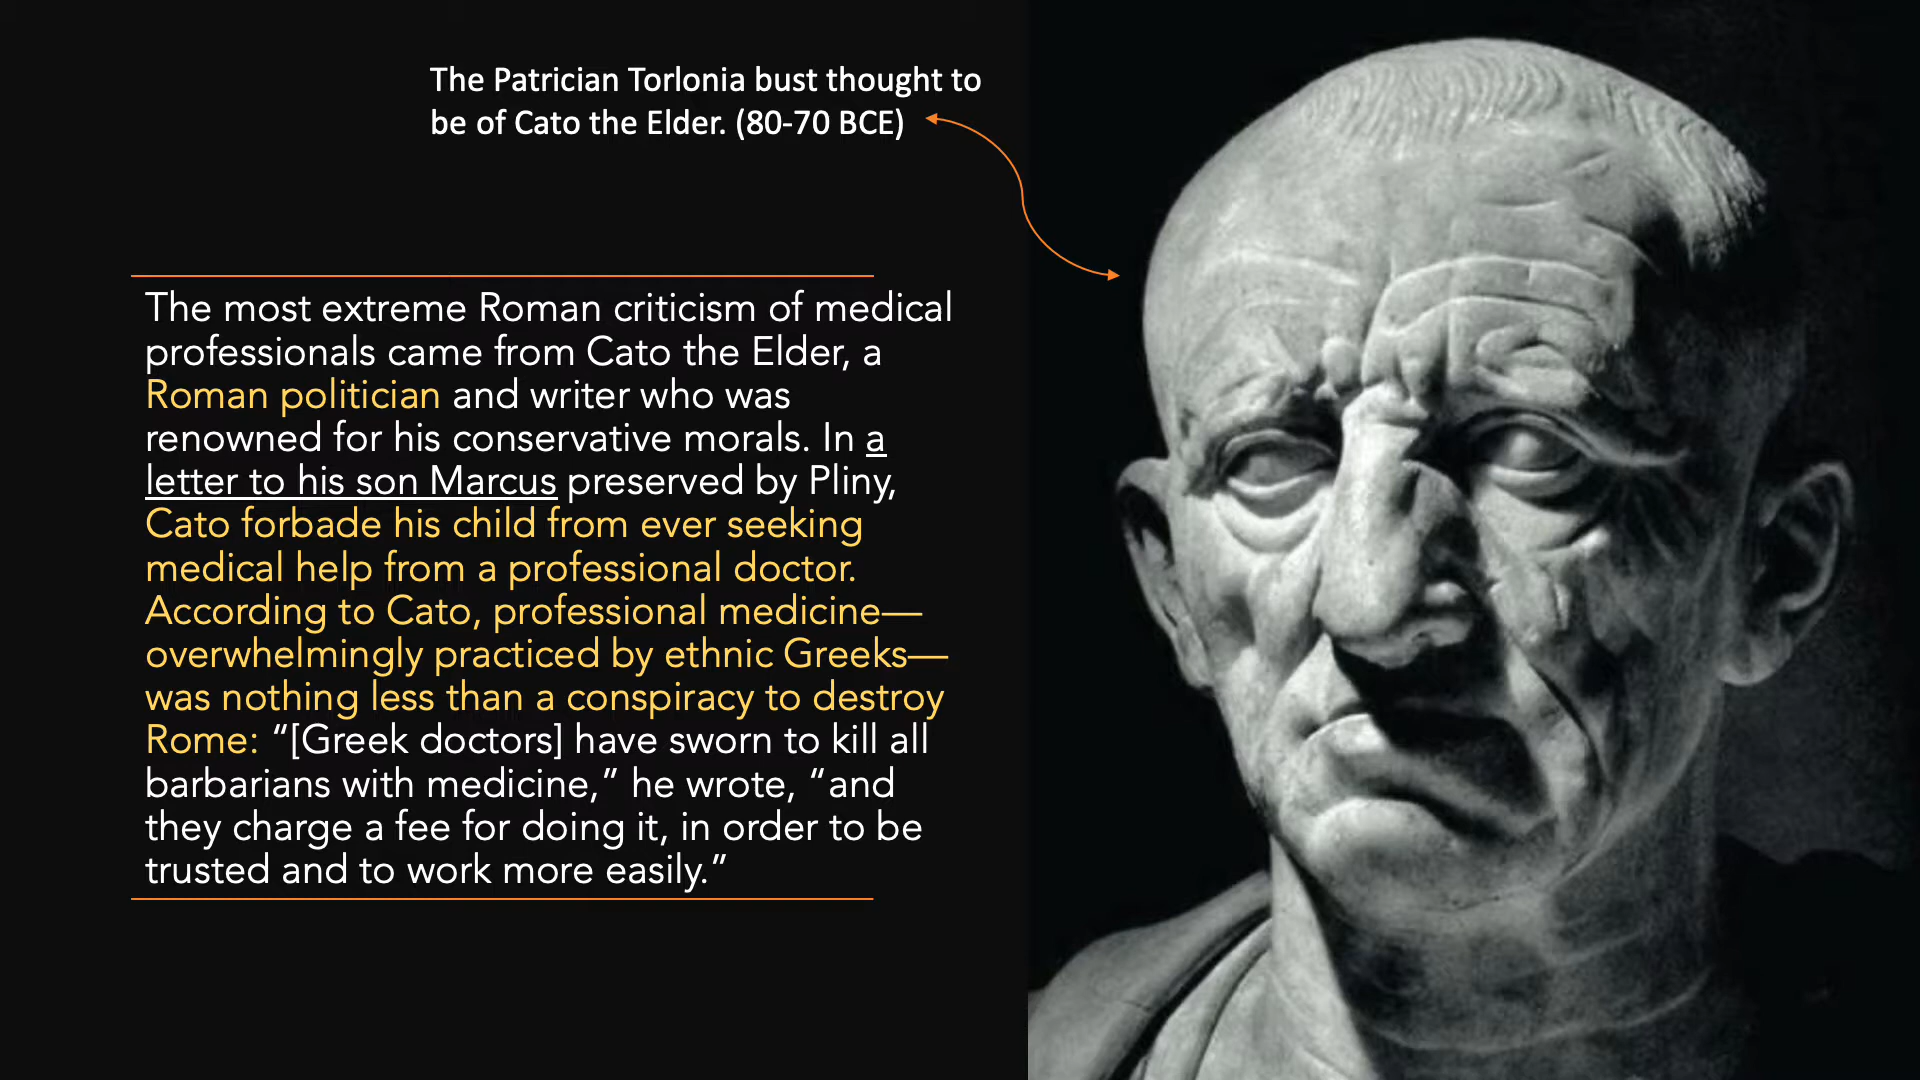 The Patrician Torlonia bust thought to
be of Cato the Elder. (80-70 BCE)
The most extreme Roman criticism of medical
professionals came from Cato the Elder, a
Roman politician and writer who was
renowned for his conservative morals. In a
letter to his son Marcus preserved by Pliny,
Cato forbade his child from ever seeking
medical help from a professional doctor.
According to Cato, professional medicine—
overwhelmingly practiced by ethnic Greeks—
was nothing less than a conspiracy to destroy
Rome: “[Greek doctors] have sworn to kill all
barbarians with medicine,” he wrote, “and
they charge a fee for doing it, in order to be
trusted and to work more easily.”